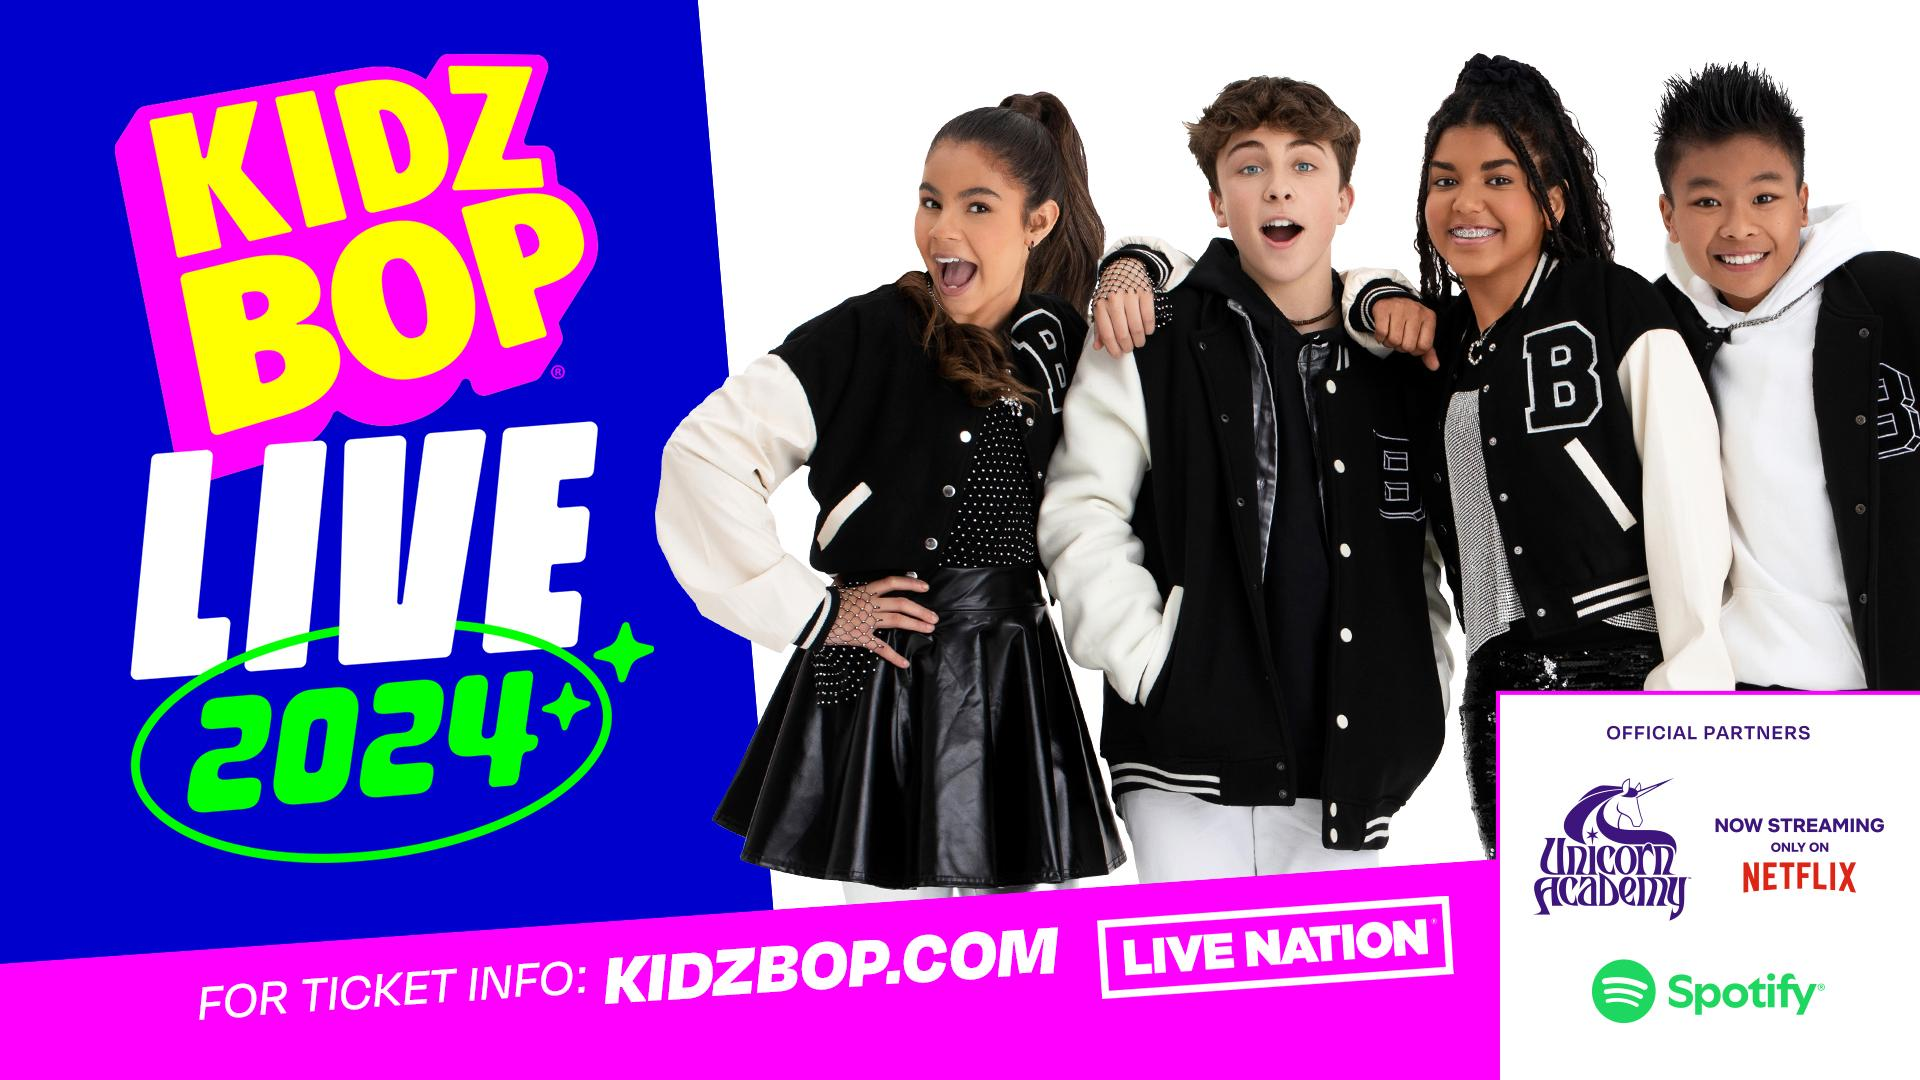 KIDZ
BOP®
LIVE
2024
B
B
B
B
FOR TICKET INFO: KIDZBOP.COM
LIVE NATION®
OFFICIAL PARTNERS
Unicorn
Academy
NOW STREAMING
ONLY ON
NETFLIX
Spotify®